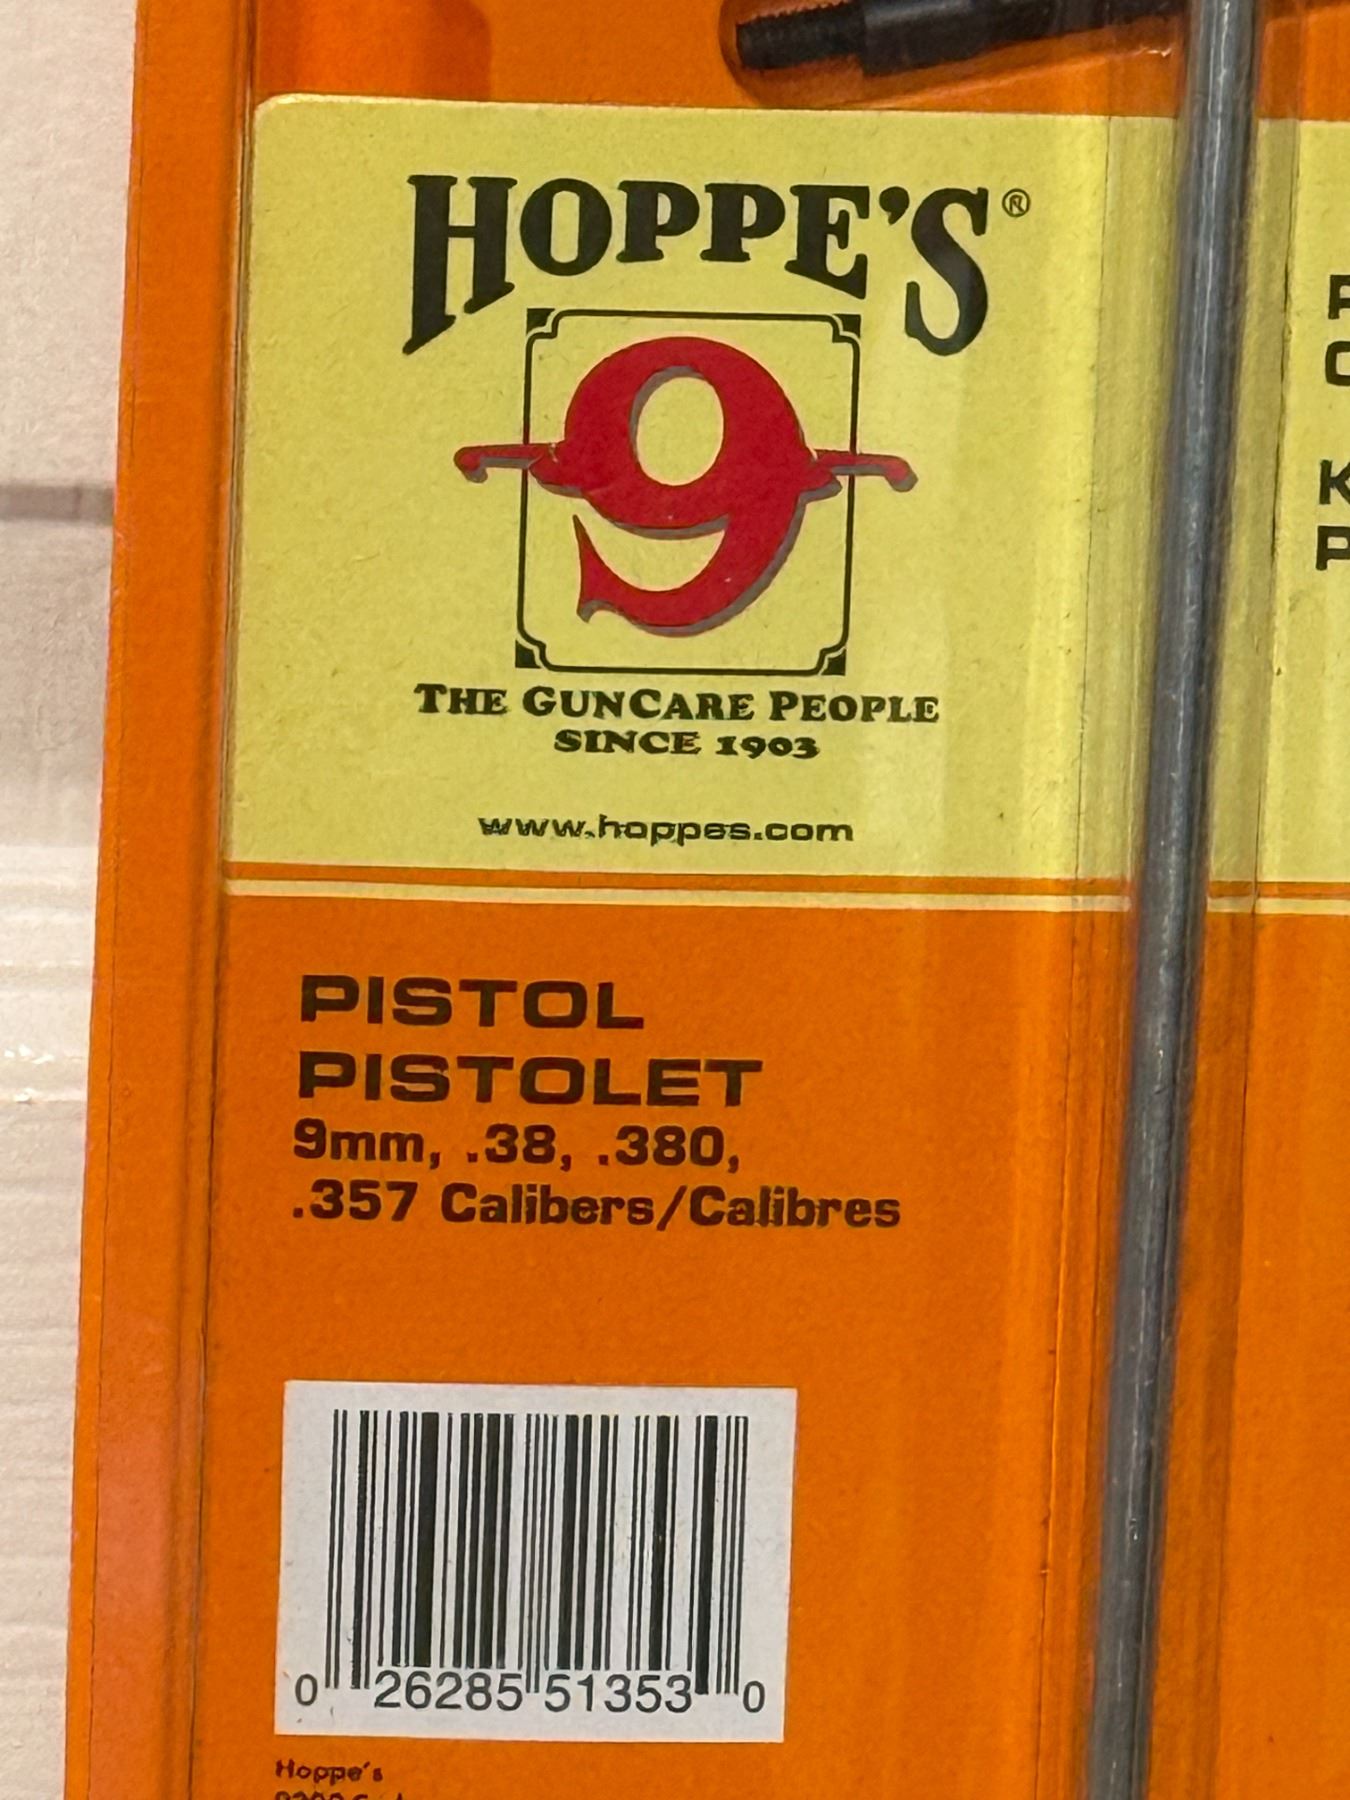 HOPPE'S®
9
THE GUNCARE PEOPLE
SINCE 1903
www.hoppes.com
PISTOL
PISTOLET
9mm, .38, .380,
.357 Calibers/Calibres
0 26285 51353 0
Hoppe's